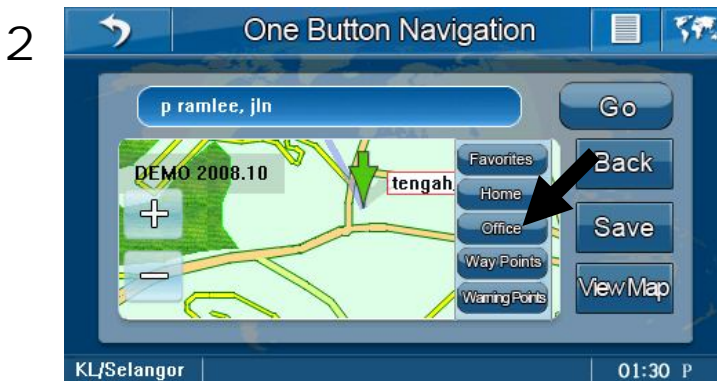 2
One Button Navigation
p ramlee, jln
Go
DEMO 2008.10
tengah,
Favorites
Home
Office
Way Points
Warning Points
Back
Save
View Map
KL/Selangor
01:30 P